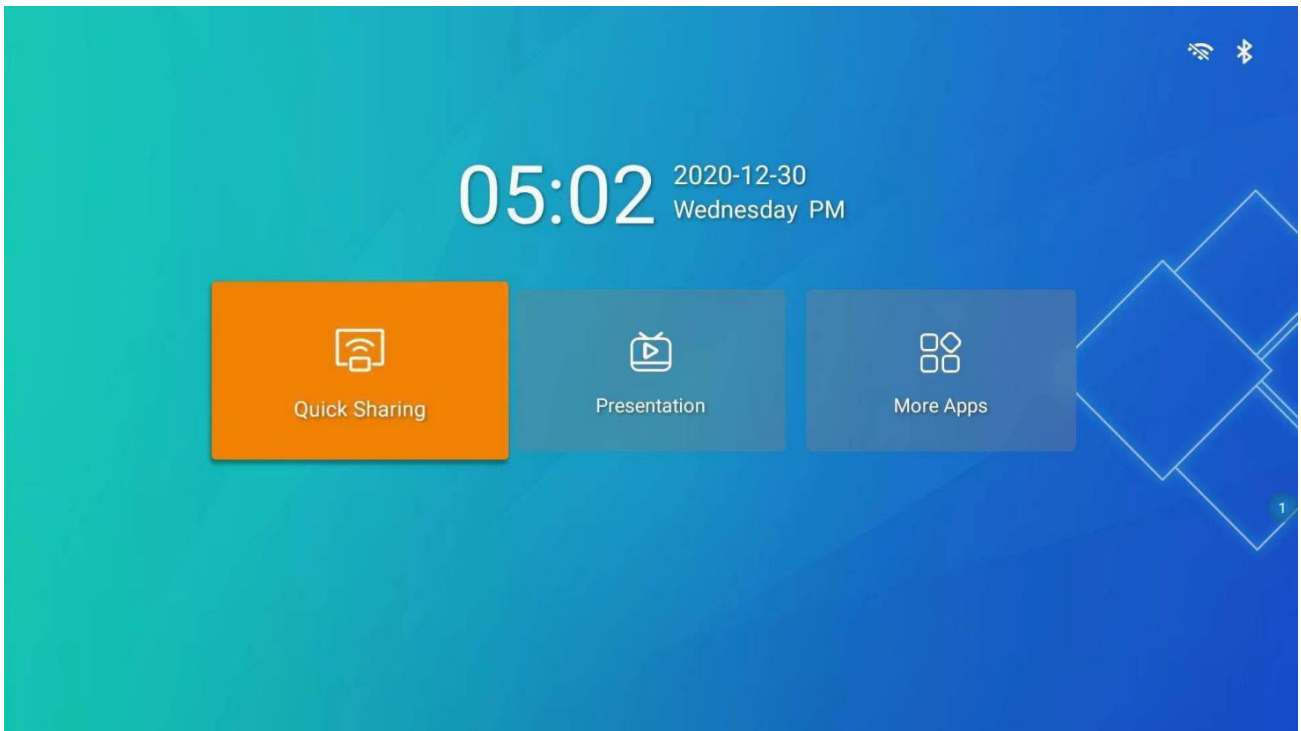 05:02
2020-12-30
Wednesday PM
Quick Sharing
Presentation
More Apps
1